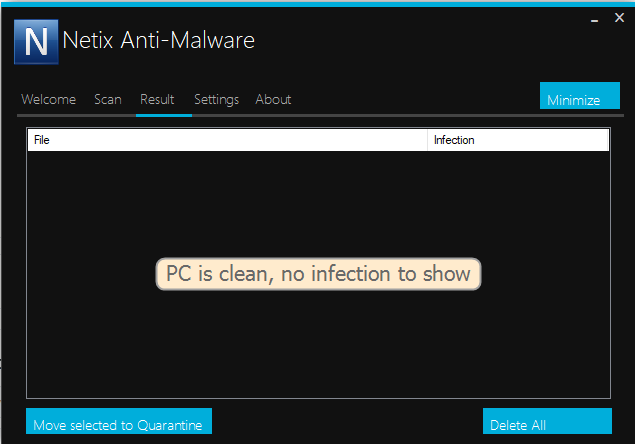 N Netix Anti-Malware
Welcome Scan Result Settings About
Minimize
File Infection
PC is clean, no infection to show
Move selected to Quarantine Delete All